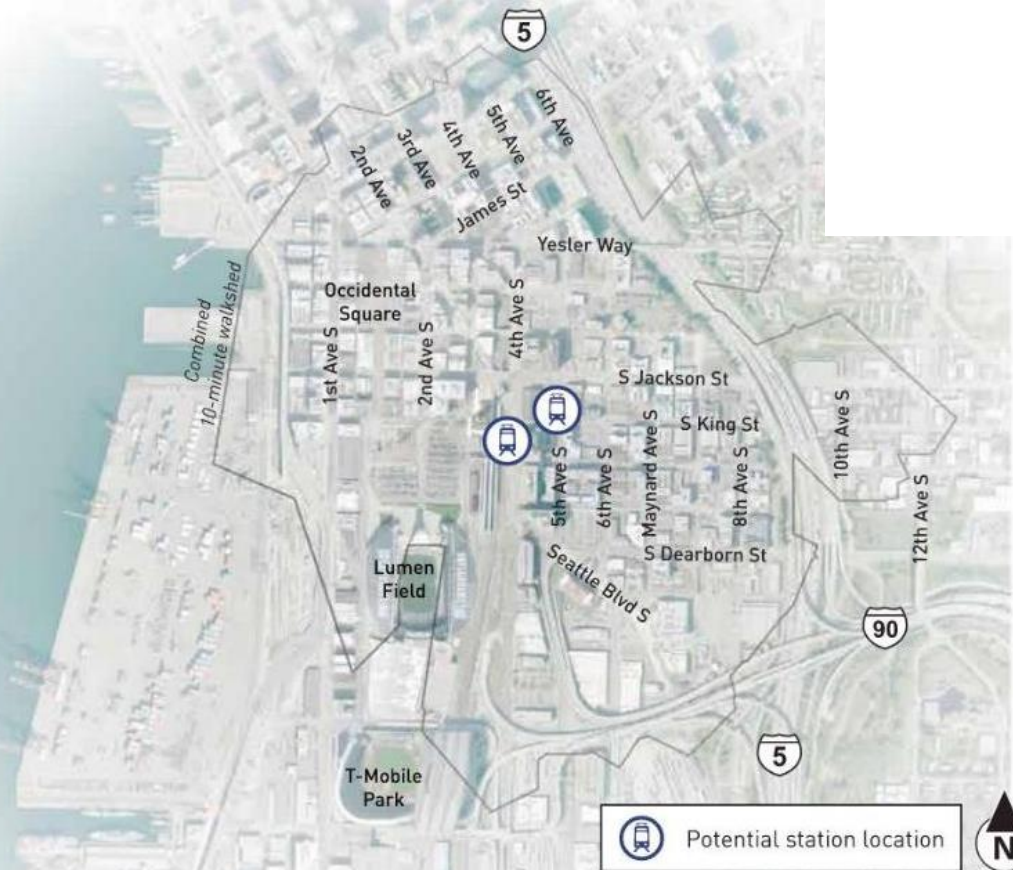 5
6th Ave
5th Ave
4th Ave
3rd Ave
2nd Ave
James St
Yesler Way
Combined
10-minute walkshed
Occidental
Square
4th Ave S
1st Ave S
2nd Ave S
S Jackson St
S King St
Maynard Ave S
10th Ave S
5th Ave S
6th Ave S
8th Ave S
12th Ave S
S Dearborn St
Seattle Blvd S
Lumen
Field
90
5
T-Mobile
Park
Potential station location
N